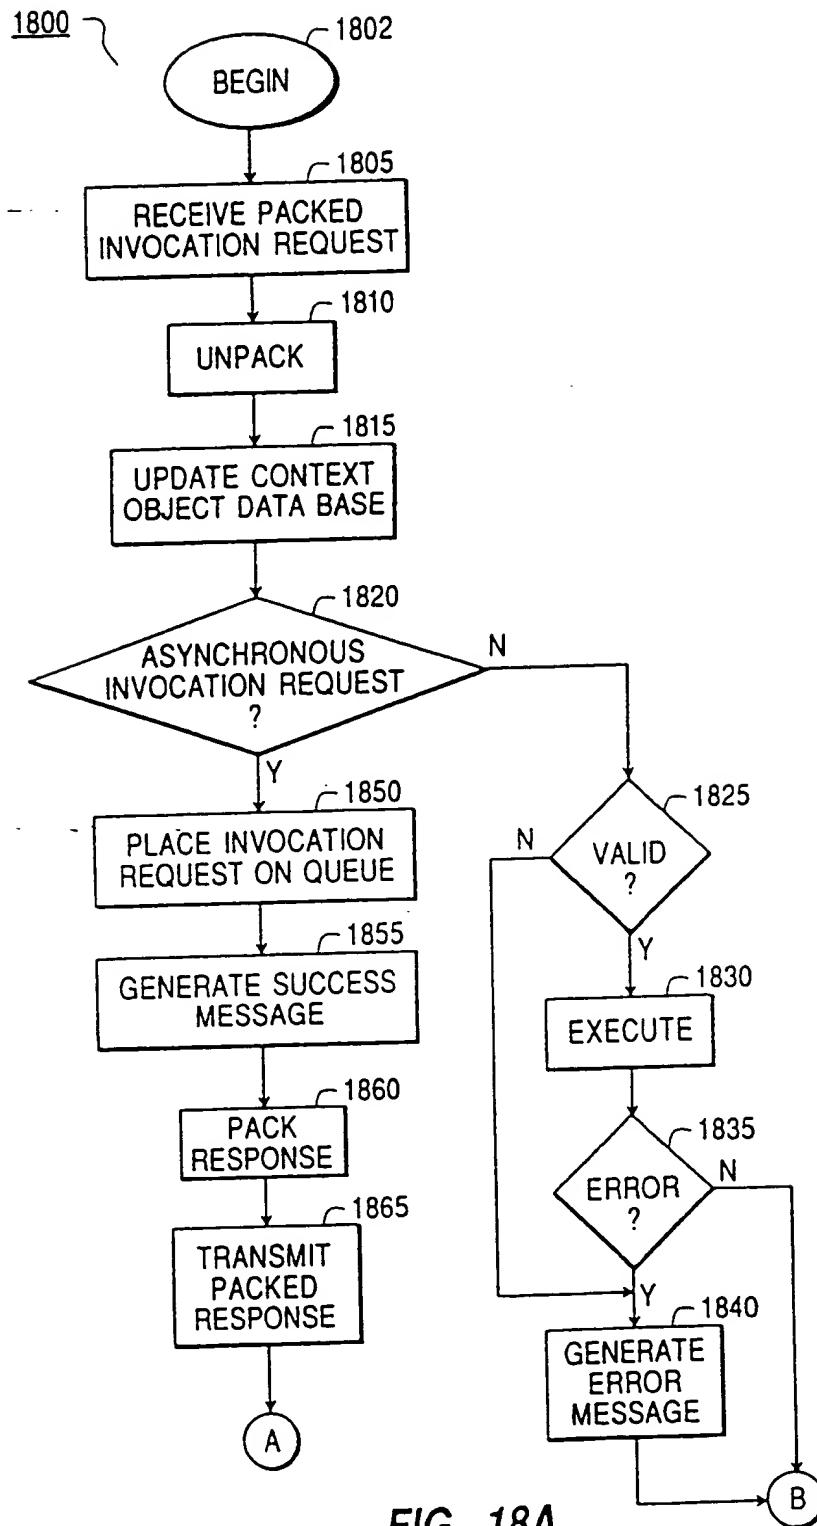 1800
1802
BEGIN
1805
RECEIVE PACKED
INVOCATION REQUEST
1810
UNPACK
1815
UPDATE CONTEXT
OBJECT DATA BASE
1820
ASYNCHRONOUS
INVOCATION REQUEST
?
N
Y
1850
PLACE INVOCATION
REQUEST ON QUEUE
1855
GENERATE SUCCESS
MESSAGE
1860
PACK
RESPONSE
1865
TRANSMIT
PACKED
RESPONSE
A
1825
VALID
?
N
Y
1830
EXECUTE
1835
ERROR
?
N
Y
1840
GENERATE
ERROR
MESSAGE
B
FIG. 18A